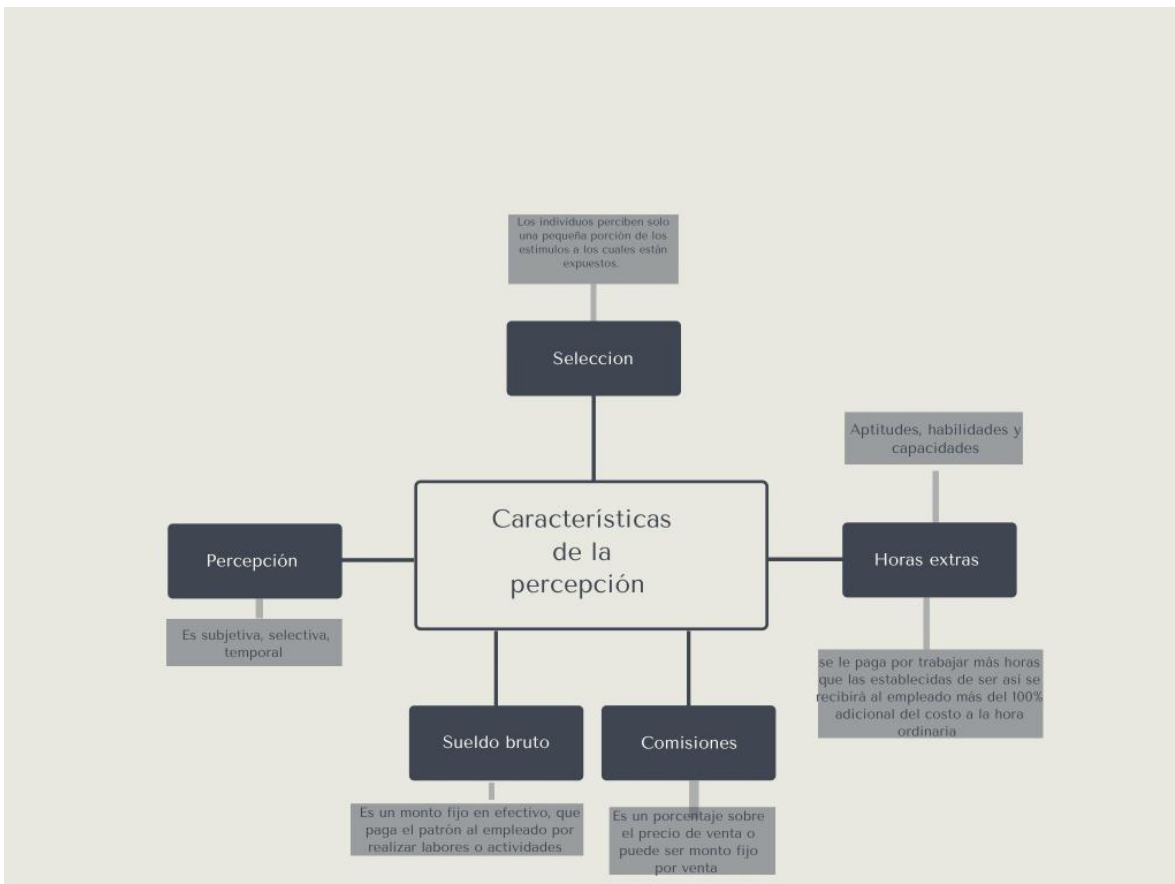 Los individuos perciben solo
una pequeña porción de los
estímulos a los cuales están
expuestos.
Seleccion
Aptitudes, habilidades y
capacidades
Características
de la
percepción
Percepción
Horas extras
Es subjetiva, selectiva,
temporal
se le paga por trabajar más horas
que las establecidas de ser asi se
recibirá al empleado más del 100%
adicional del costo a la hora
ordinaria
Sueldo bruto
Comisiones
Es un monto fijo en efectivo, que
paga el patrón al empleado por
realizar labores o actividades
Es un porcentaje sobre
el precio de venta o
puede ser monto fijo
por venta